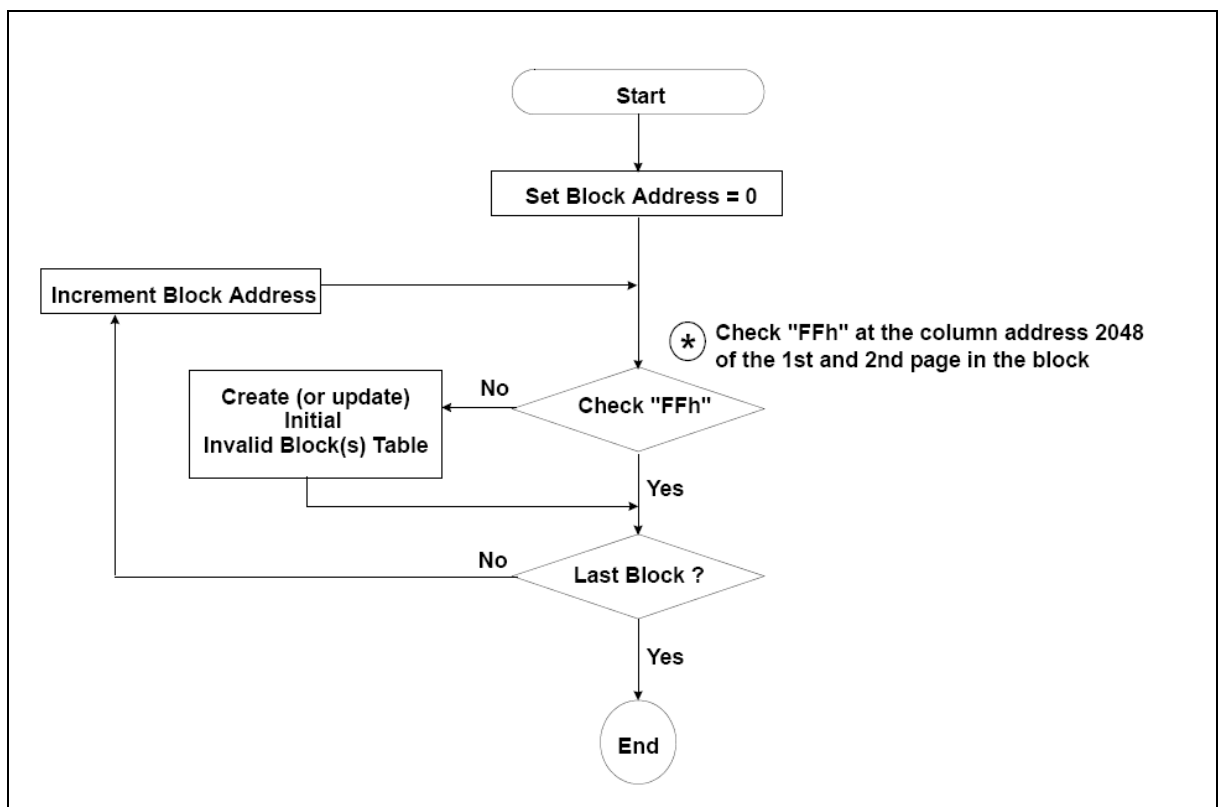 Start
Set Block Address = 0
Increment Block Address
* Check "FFh" at the column address 2048
of the 1st and 2nd page in the block
No
Check "FFh"
Create (or update)
Initial
Invalid Block(s) Table
Yes
No
Last Block ?
Yes
End